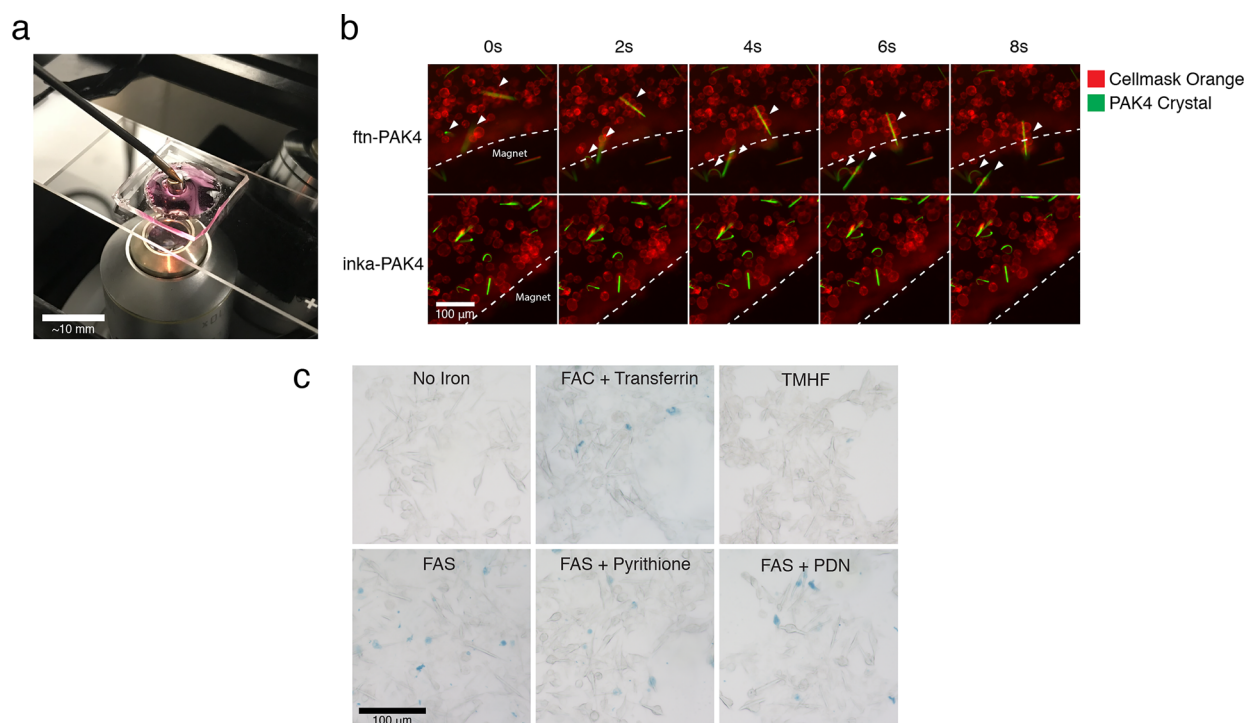 a
~10 mm
b
0s
2s
4s
6s
8s
Cellmask Orange
PAK4 Crystal
ftn-PAK4
Magnet
inka-PAK4
Magnet
100 µm
c
No Iron
FAC + Transferrin
TMHF
FAS
FAS + Pyrithione
FAS + PDN
100 µm